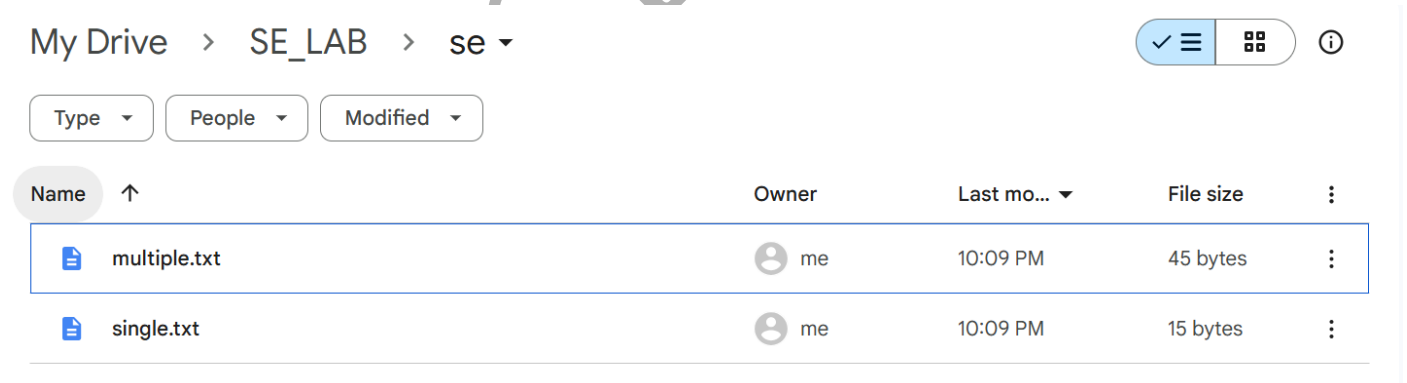 My Drive > SE_LAB > se
Type People Modified
Name Owner Last mo... File size
multiple.txt me 10:09 PM 45 bytes
single.txt me 10:09 PM 15 bytes